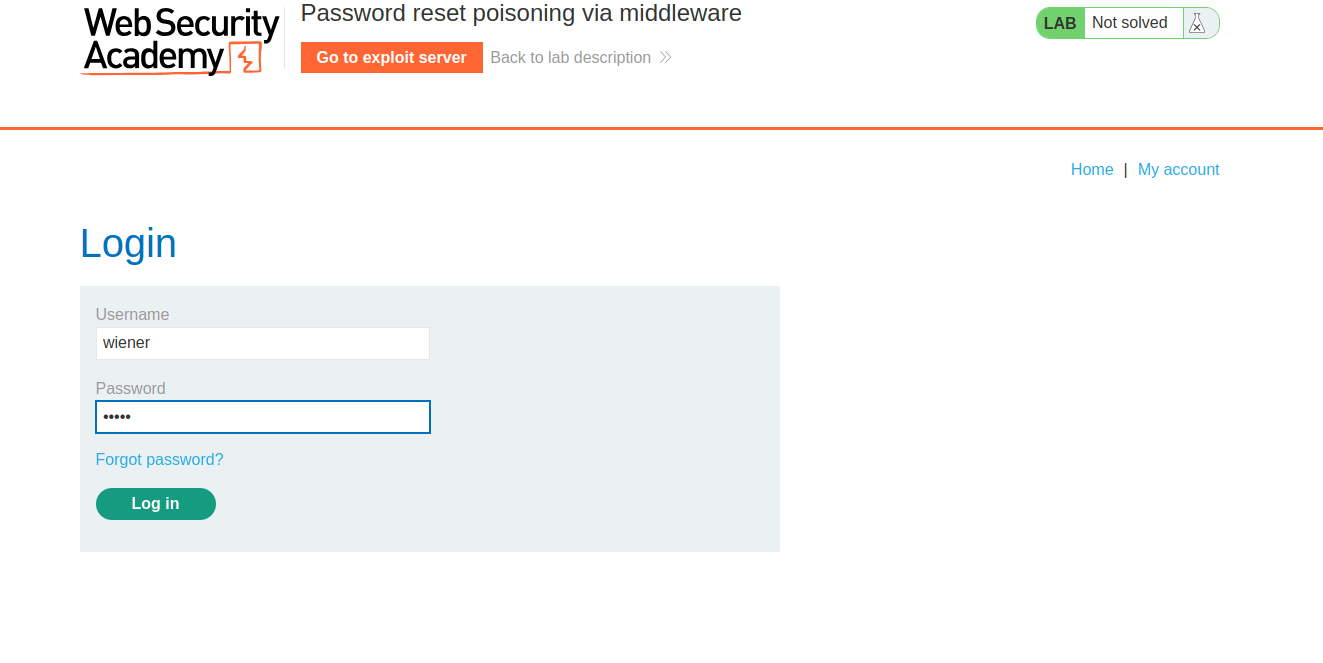 Web Security
Academy
Password reset poisoning via middleware
Go to exploit server
Back to lab description
LAB
Not solved
Home | My account
Login
Username
wiener
Password
•••••
Forgot password?
Log in